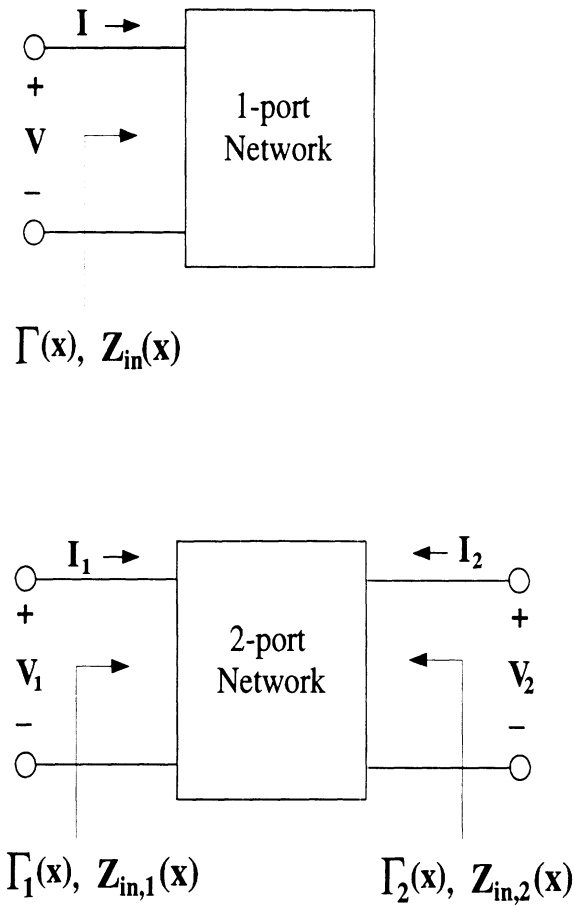 I
+
V
−
1-port
Network
Γ(x), Z_in(x)
I₁
I₂
+
+
V₁
2-port
Network
V₂
−
−
Γ₁(x), Z_in,1(x)
Γ₂(x), Z_in,2(x)